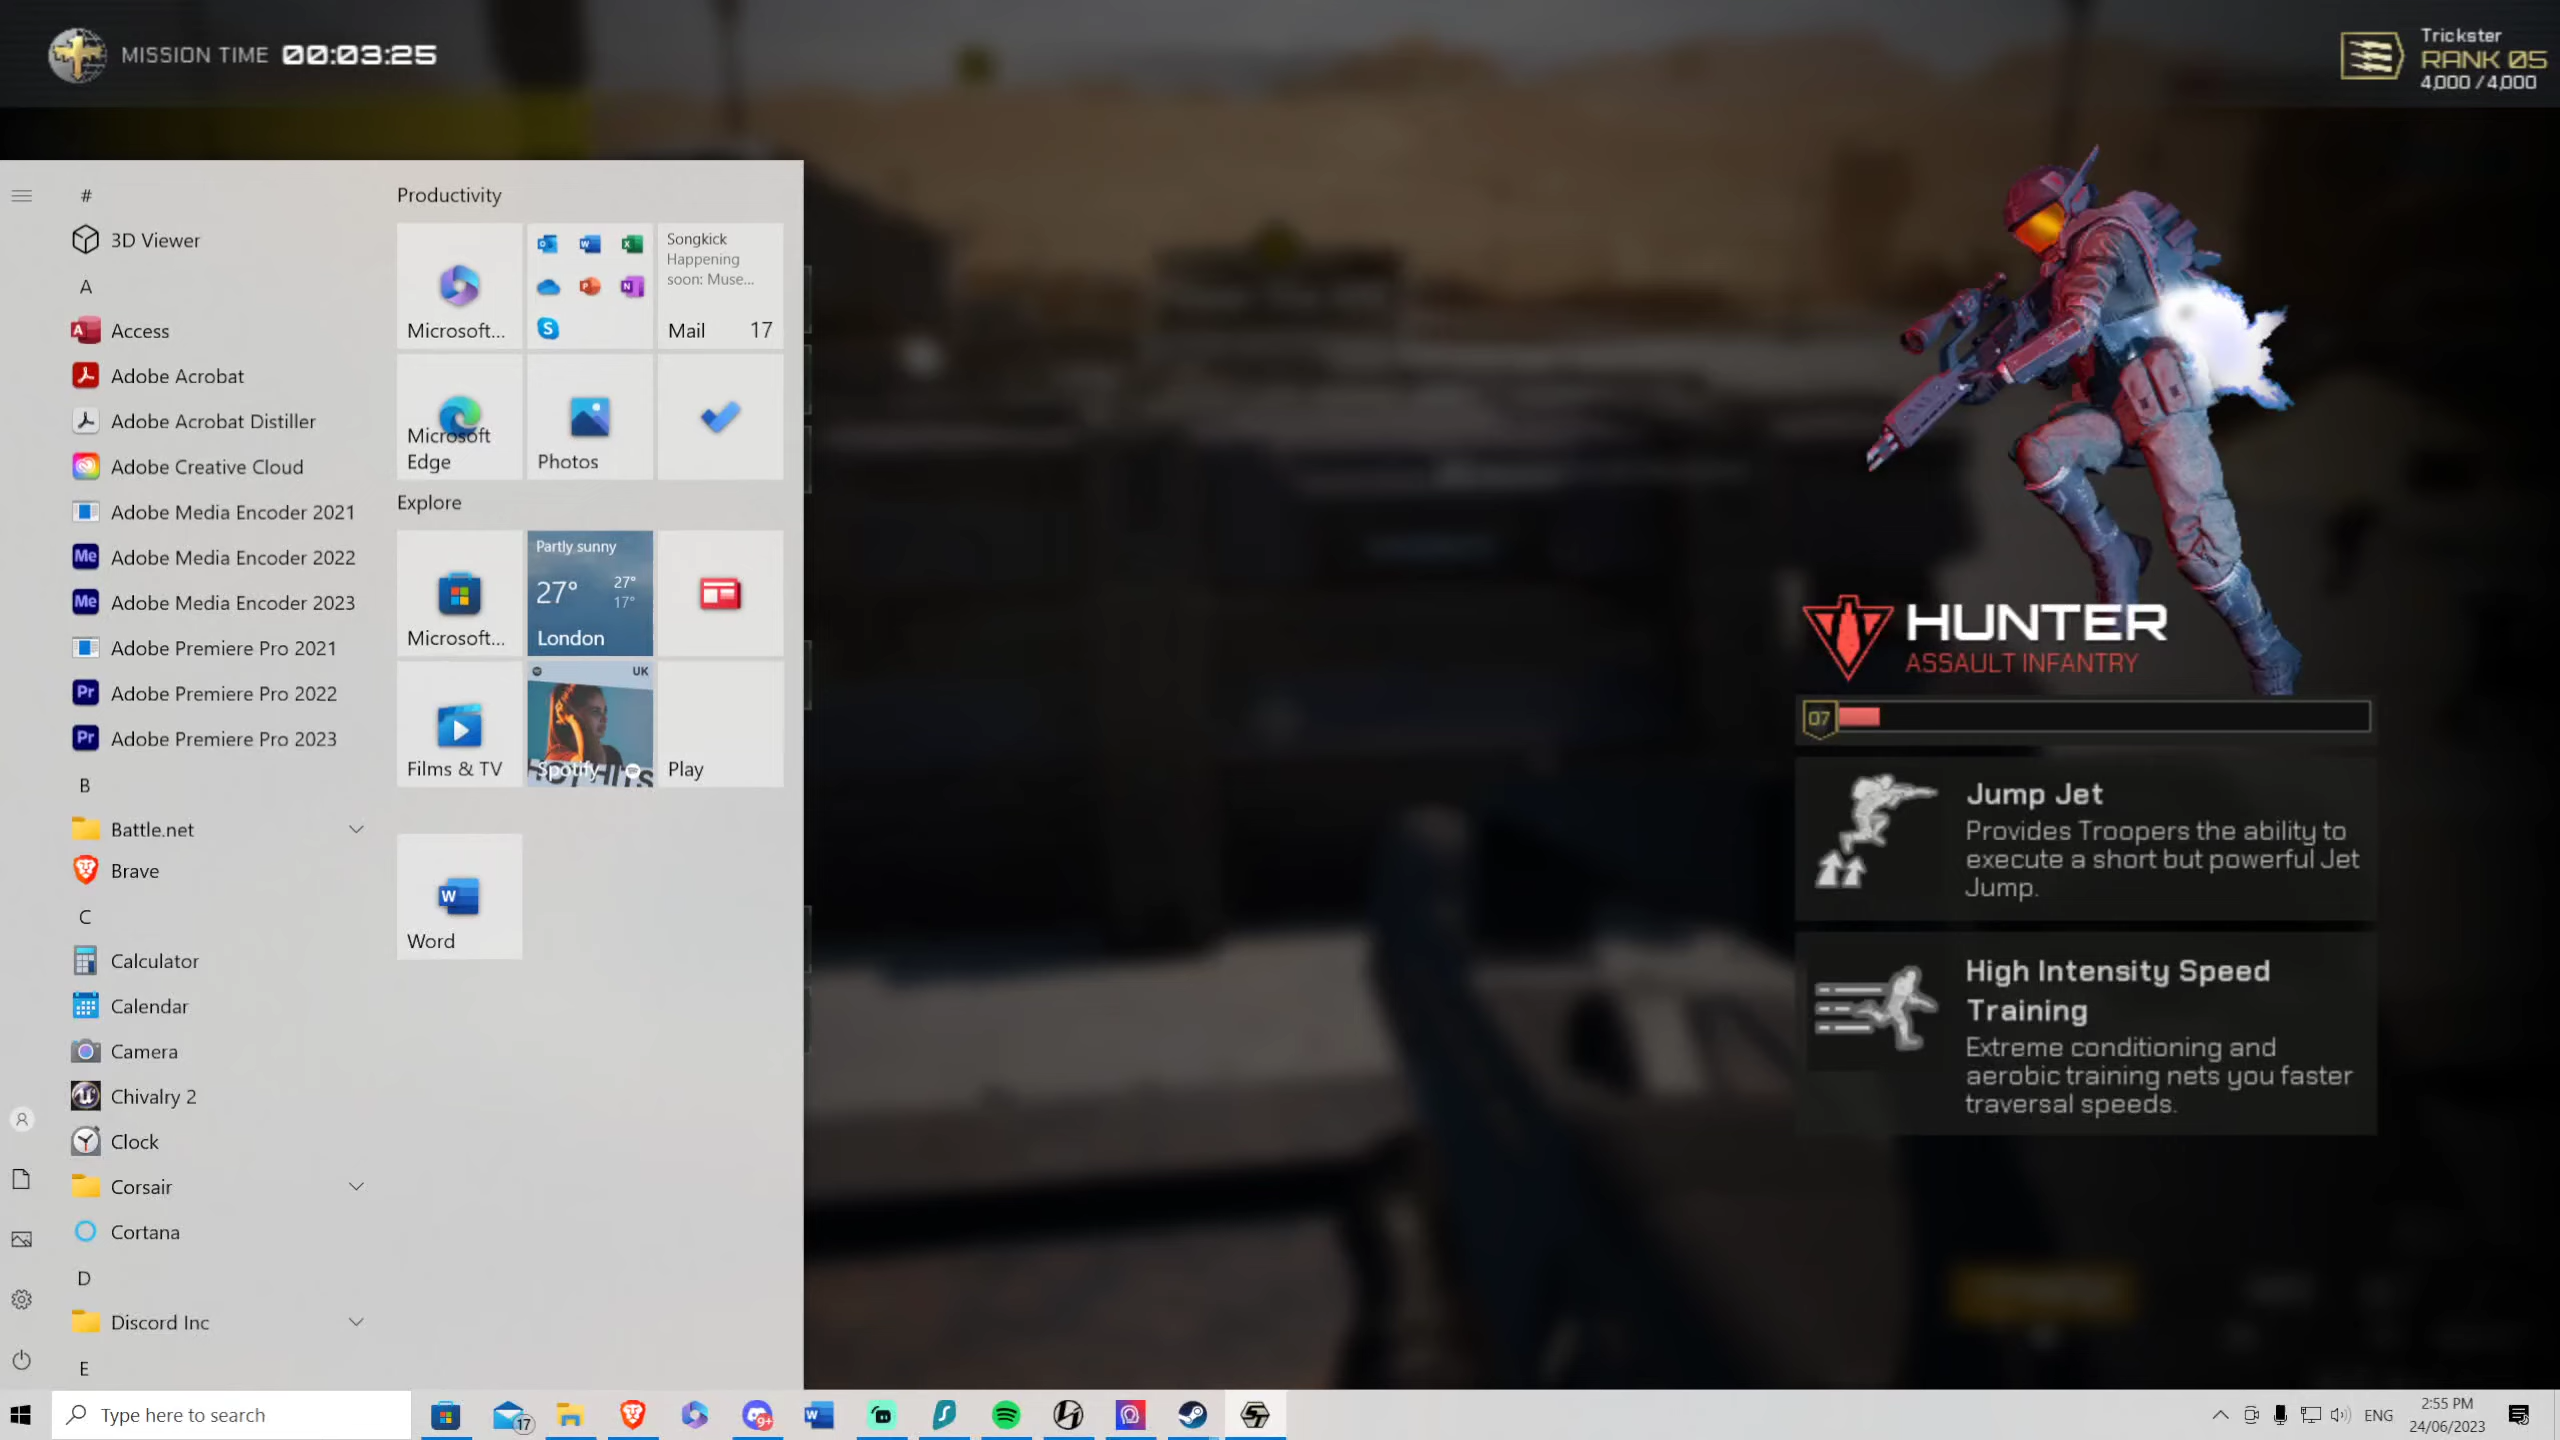 MISSION TIME 00:03:25
Trickster
RANK 05
4,000 / 4,000
#
3D Viewer
A
Access
Adobe Acrobat
Adobe Acrobat Distiller
Adobe Creative Cloud
Adobe Media Encoder 2021
Adobe Media Encoder 2022
Adobe Media Encoder 2023
Adobe Premiere Pro 2021
Adobe Premiere Pro 2022
Adobe Premiere Pro 2023
B
Battle.net
Brave
C
Calculator
Calendar
Camera
Chivalry 2
Clock
Corsair
Cortana
D
Discord Inc
E
Productivity
Microsoft...
Songkick
Happening
soon: Muse...
Mail 17
Microsoft
Edge
Photos
Explore
Microsoft...
Partly sunny
27° 27°
17°
London
Films & TV
UK
HOT HITS
Spotify
Play
Word
HUNTER
ASSAULT INFANTRY
07
Jump Jet
Provides Troopers the ability to
execute a short but powerful Jet
Jump.
High Intensity Speed
Training
Extreme conditioning and
aerobic training nets you faster
traversal speeds.
Type here to search
17
9+
ENG
2:55 PM
24/06/2023